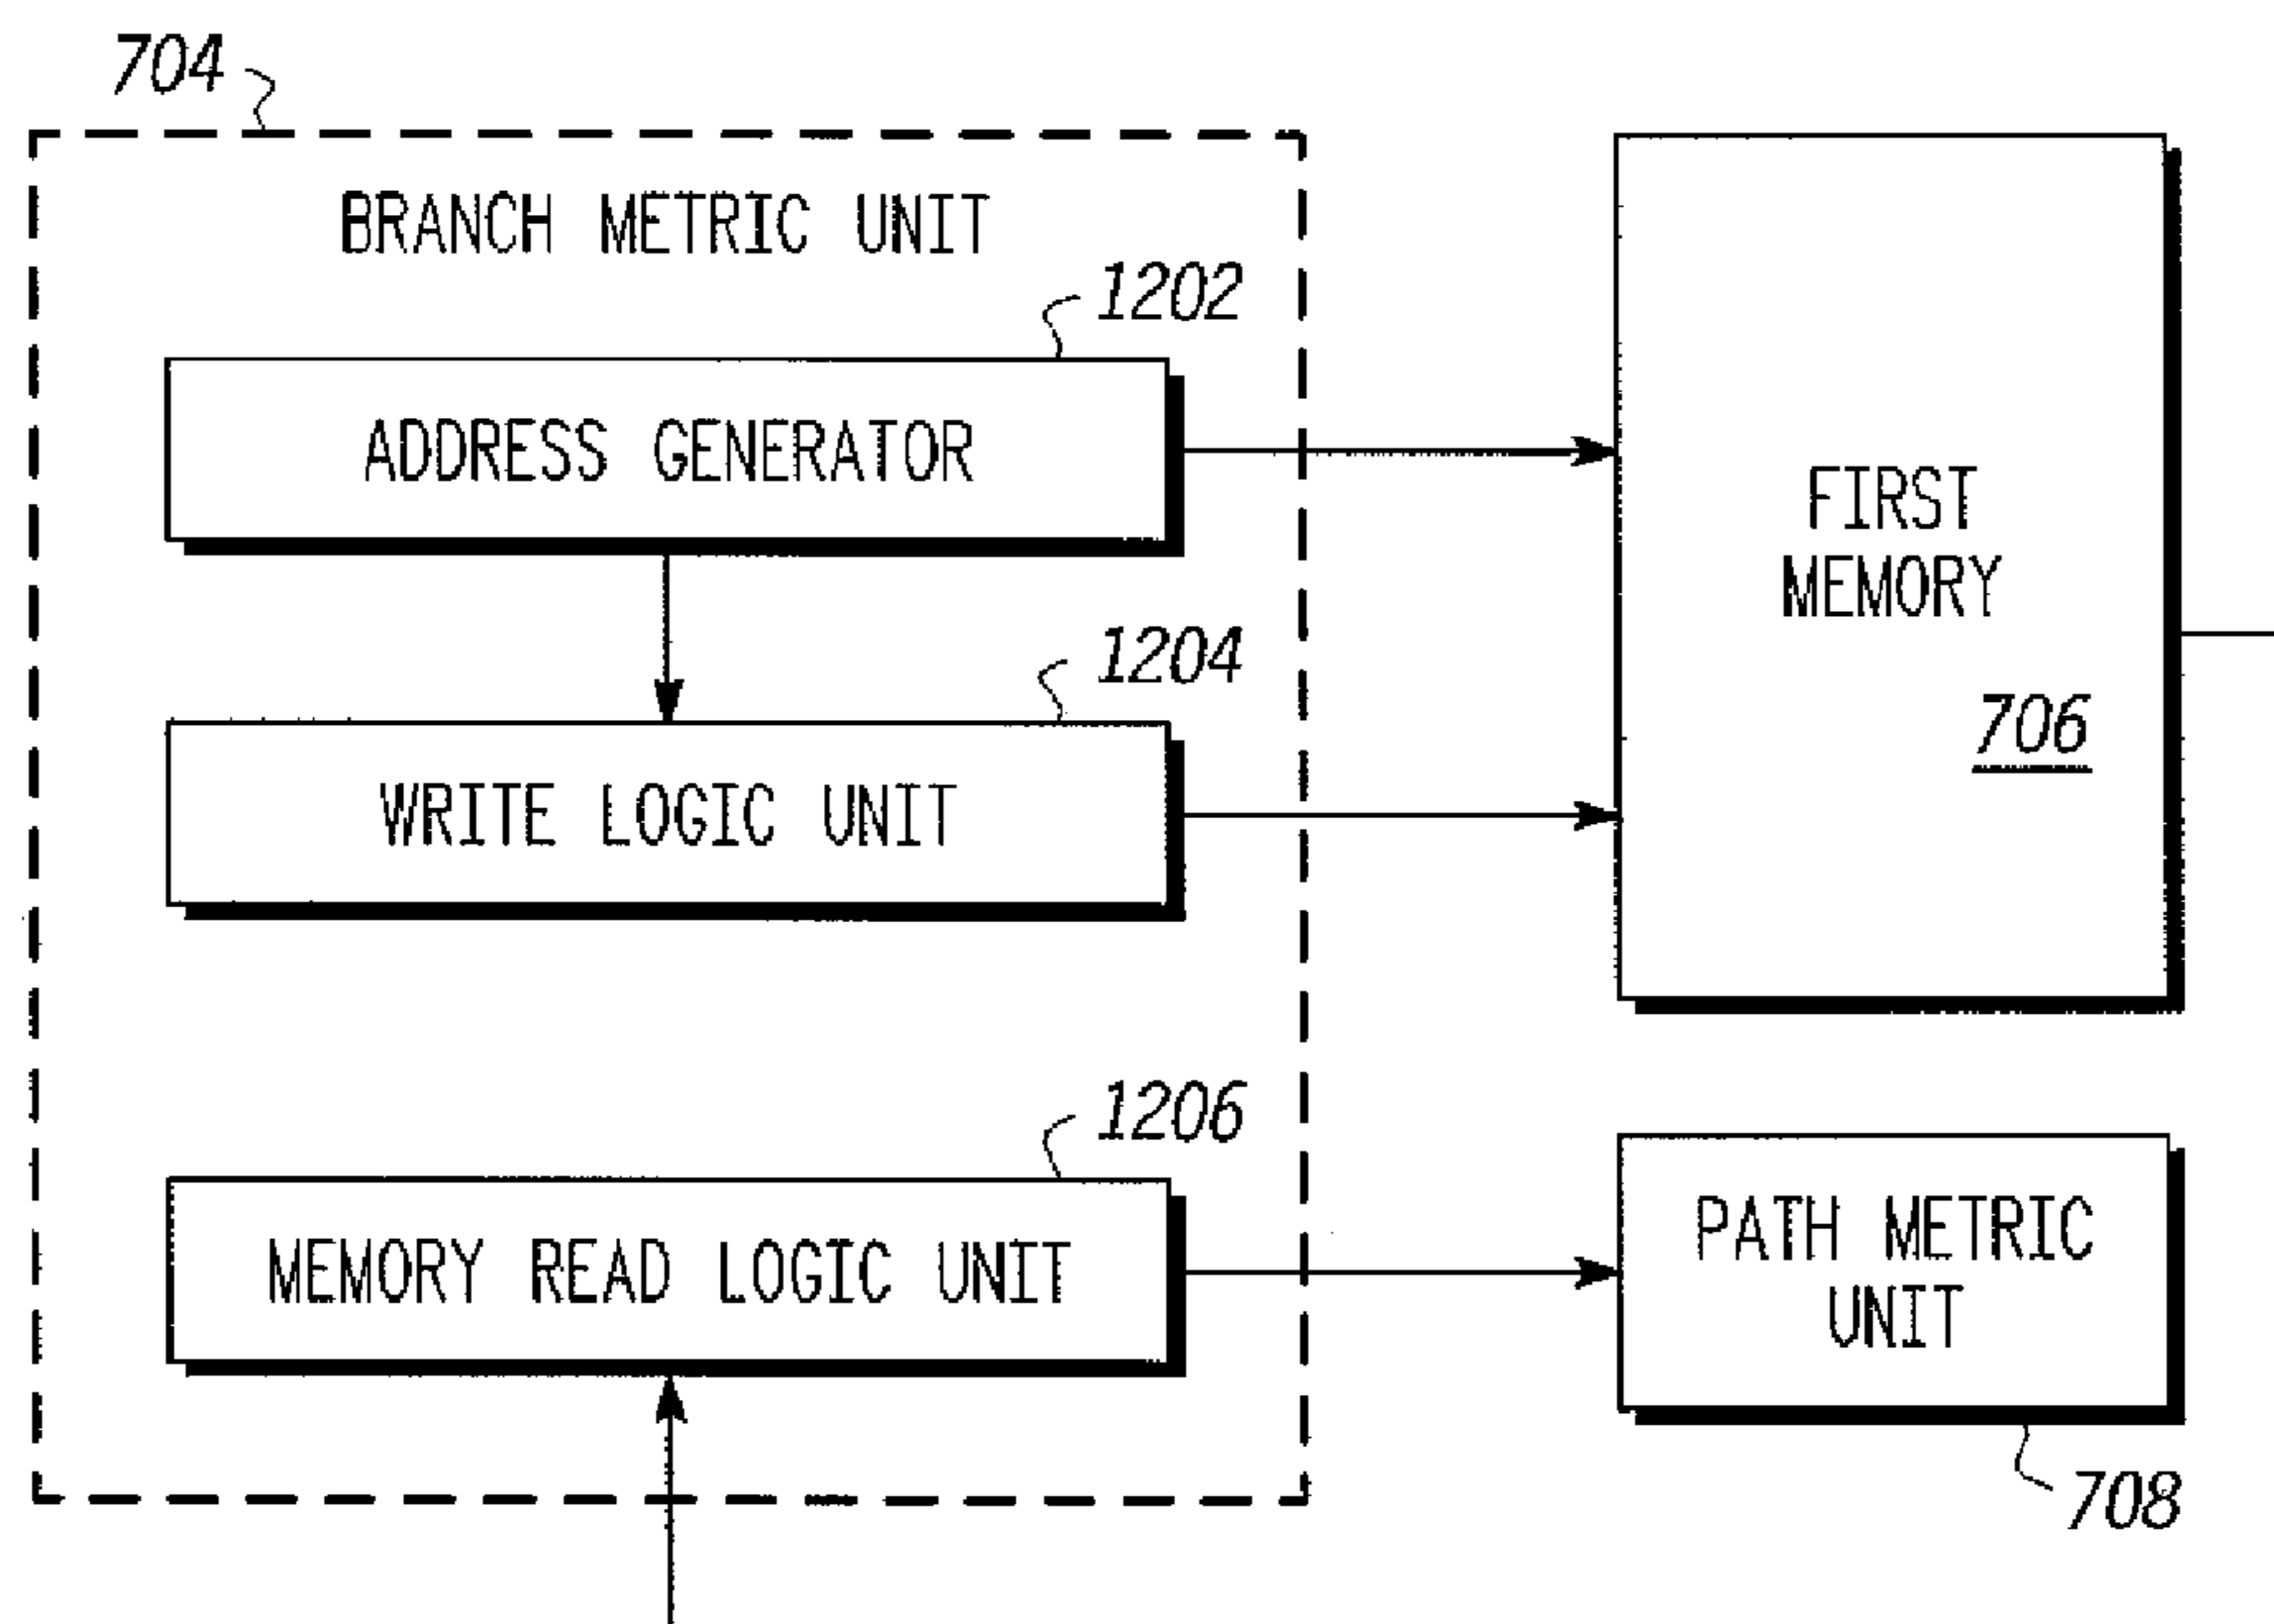 704
BRANCH METRIC UNIT
1202
ADDRESS GENERATOR
FIRST
MEMORY
706
1204
WRITE LOGIC UNIT
1206
MEMORY READ LOGIC UNIT
PATH METRIC
UNIT
708